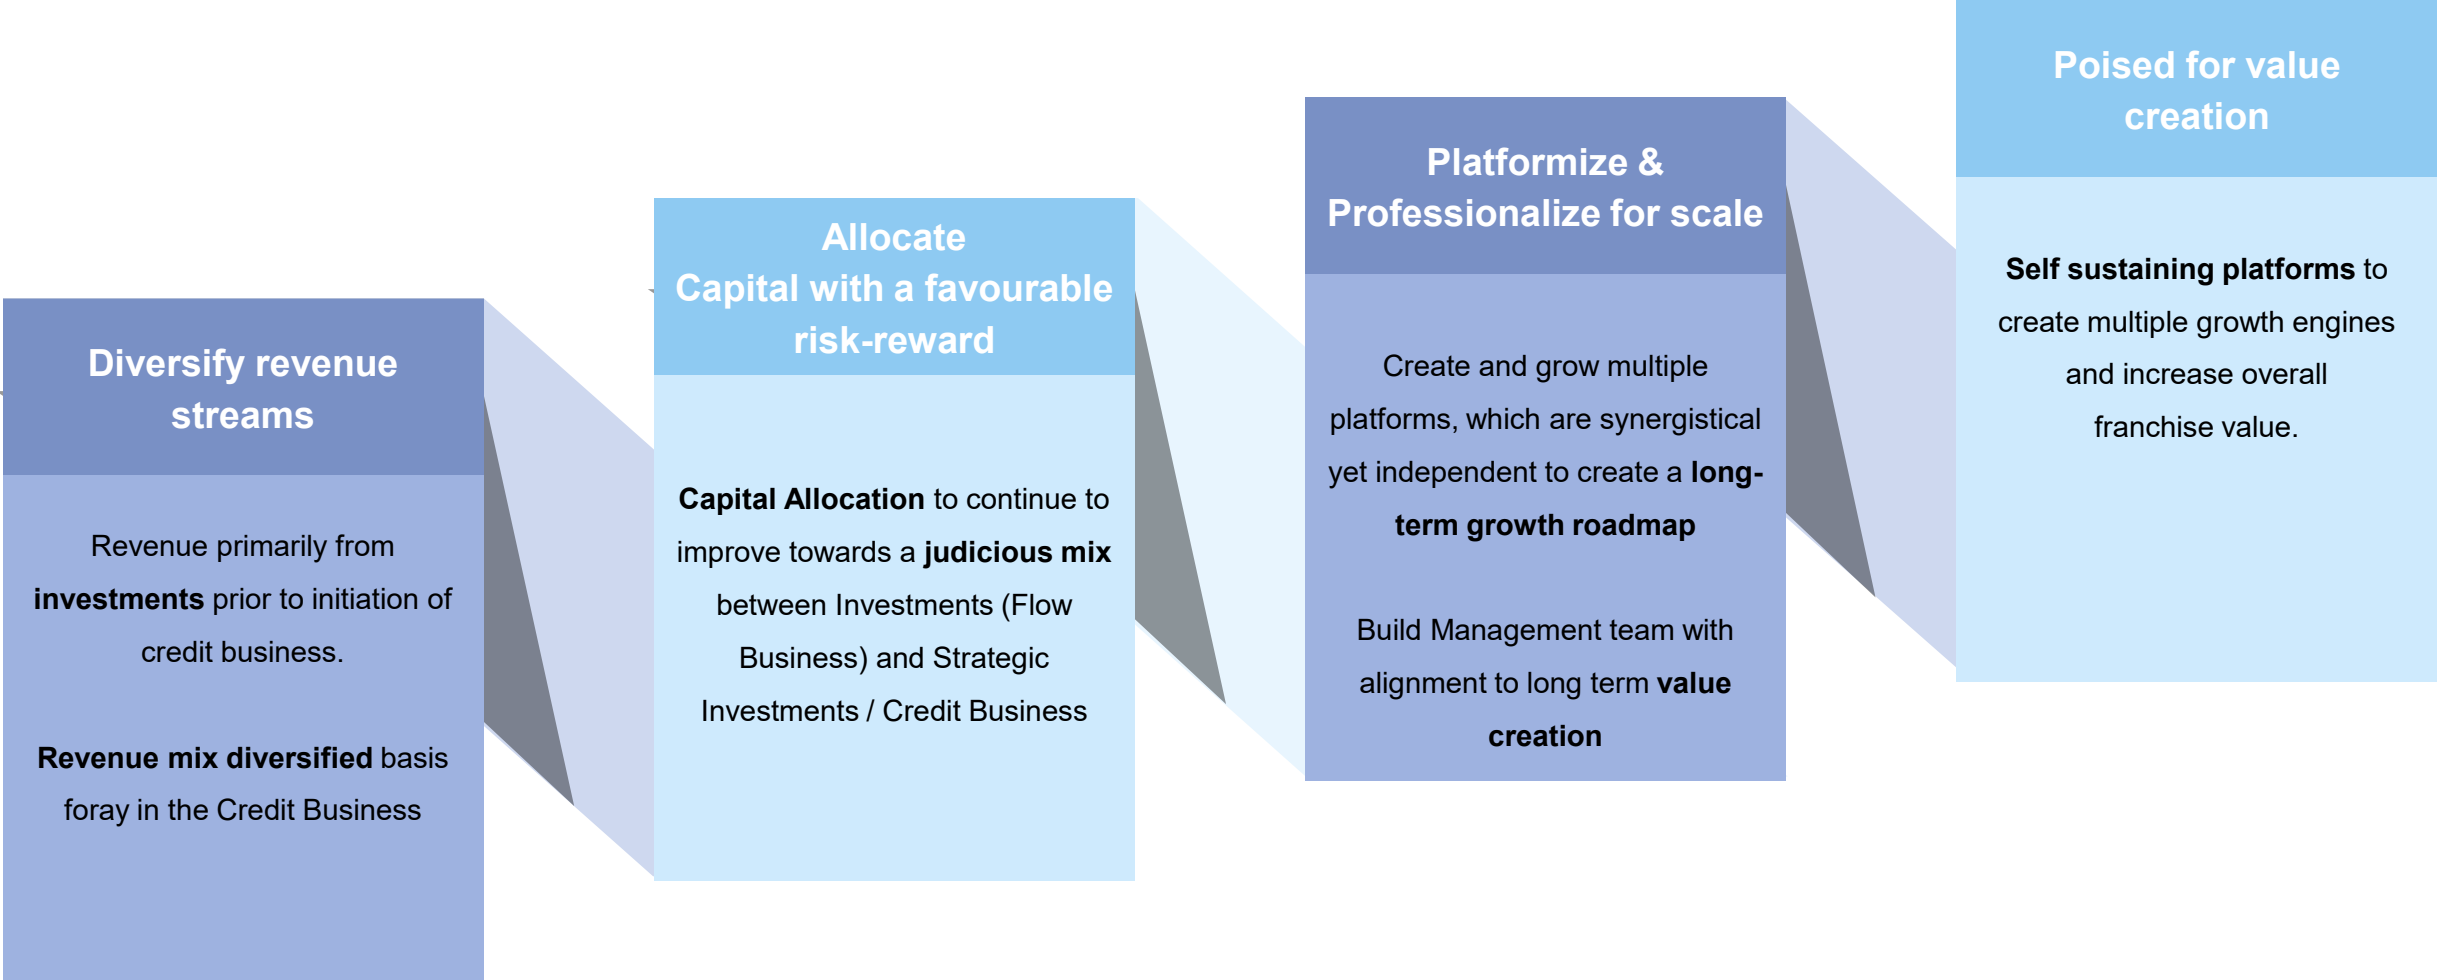 Diversify revenue
streams
Revenue primarily from
investments prior to initiation of
credit business.
Revenue mix diversified basis
foray in the Credit Business
Allocate
Capital with a favourable
risk-reward
Capital Allocation to continue to
improve towards a judicious mix
between Investments (Flow
Business) and Strategic
Investments / Credit Business
Platformize &
Professionalize for scale
Create and grow multiple
platforms, which are synergistical
yet independent to create a long-
term growth roadmap
Build Management team with
alignment to long term value
creation
Poised for value
creation
Self sustaining platforms to
create multiple growth engines
and increase overall
franchise value.